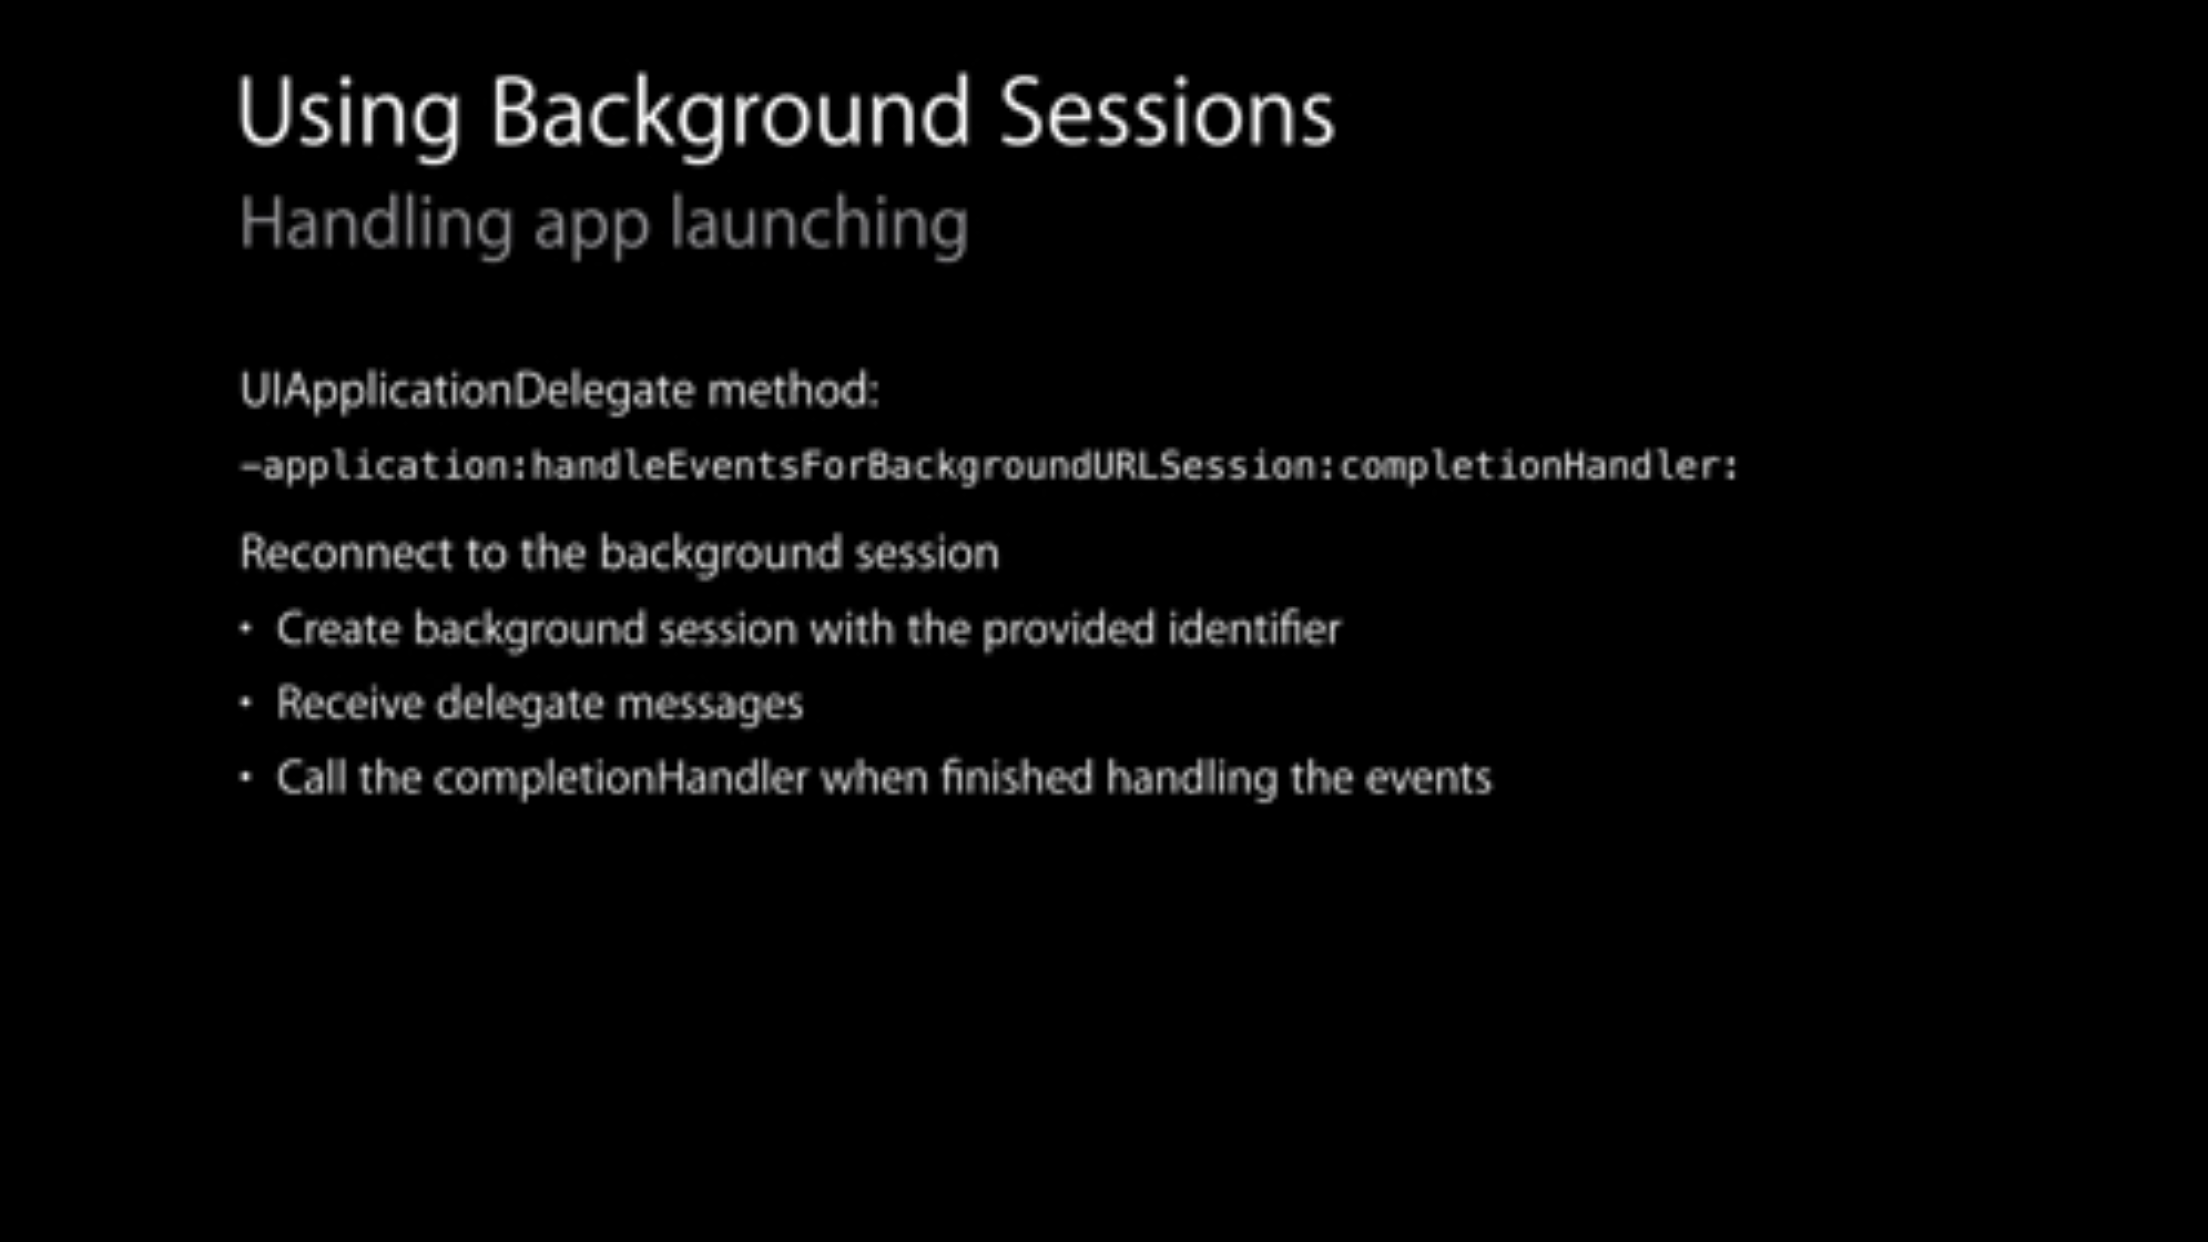 Using Background Sessions
Handling app launching
UIApplicationDelegate method:
–application:handleEventsForBackgroundURLSession:completionHandler:
Reconnect to the background session
• Create background session with the provided identifier
• Receive delegate messages
• Call the completionHandler when finished handling the events